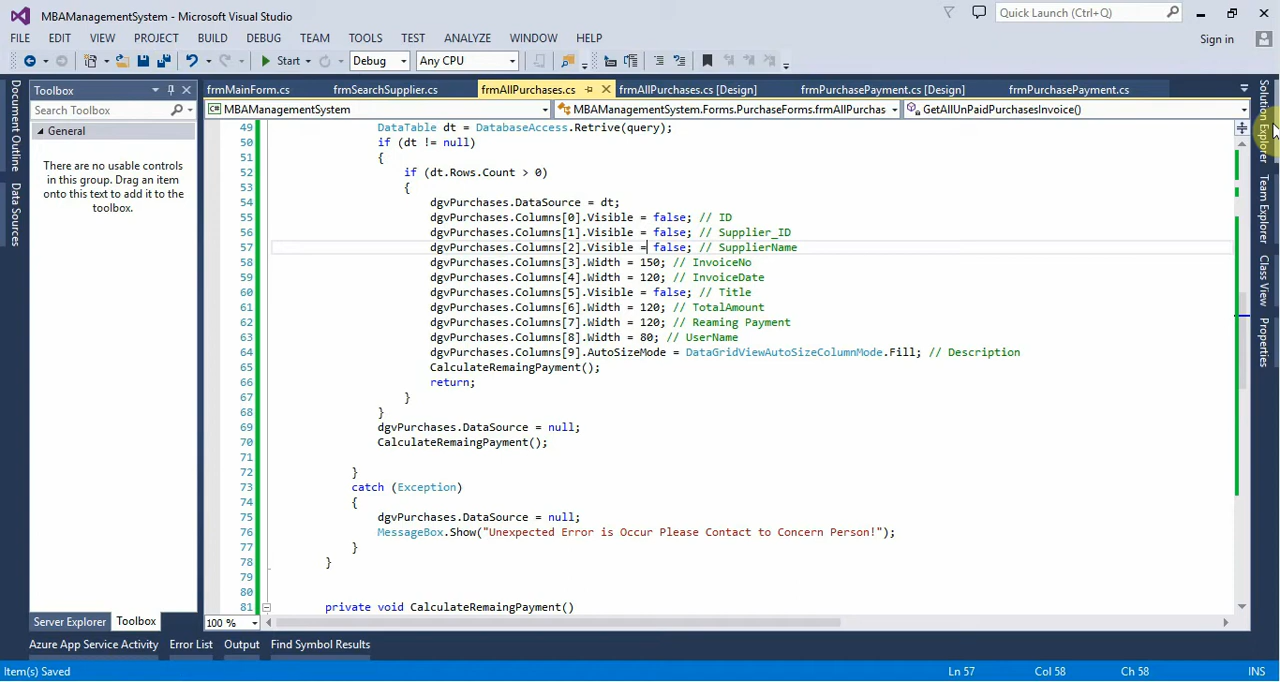 MBAManagementSystem - Microsoft Visual Studio
Quick Launch (Ctrl+Q)
FILE EDIT VIEW PROJECT BUILD DEBUG TEAM TOOLS TEST ANALYZE WINDOW HELP
Sign in
Start Debug Any CPU
Document Outline
Data Sources
Toolbox
Search Toolbox
General
There are no usable controls
in this group. Drag an item
onto this text to add it to the
toolbox.
Server Explorer Toolbox
frmMainForm.cs frmSearchSupplier.cs frmAllPurchases.cs frmAllPurchases.cs [Design] frmPurchasePayment.cs [Design] frmPurchasePayment.cs
MBAManagementSystem MBAManagementSystem.Forms.PurchaseForms.frmAllPurchas GetAllUnPaidPurchasesInvoice()
49 DataTable dt = DatabaseAccess.Retrive(query);
50 if (dt != null)
51 {
52 if (dt.Rows.Count > 0)
53 {
54 dgvPurchases.DataSource = dt;
55 dgvPurchases.Columns[0].Visible = false; // ID
56 dgvPurchases.Columns[1].Visible = false; // Supplier_ID
57 dgvPurchases.Columns[2].Visible = false; // SupplierName
58 dgvPurchases.Columns[3].Width = 150; // InvoiceNo
59 dgvPurchases.Columns[4].Width = 120; // InvoiceDate
60 dgvPurchases.Columns[5].Visible = false; // Title
61 dgvPurchases.Columns[6].Width = 120; // TotalAmount
62 dgvPurchases.Columns[7].Width = 120; // Reaming Payment
63 dgvPurchases.Columns[8].Width = 80; // UserName
64 dgvPurchases.Columns[9].AutoSizeMode = DataGridViewAutoSizeColumnMode.Fill; // Description
65 CalculateRemaingPayment();
66 return;
67 }
68 }
69 dgvPurchases.DataSource = null;
70 CalculateRemaingPayment();
71
72 }
73 catch (Exception)
74 {
75 dgvPurchases.DataSource = null;
76 MessageBox.Show("Unexpected Error is Occur Please Contact to Concern Person!");
77 }
78 }
79
80
81 private void CalculateRemaingPayment()
100 %
Solution Explorer
Team Explorer
Class View
Properties
Azure App Service Activity Error List Output Find Symbol Results
Item(s) Saved Ln 57 Col 58 Ch 58 INS